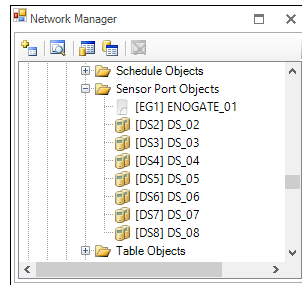 Network Manager
Schedule Objects
Sensor Port Objects
[EG1] ENOGATE_01
[DS2] DS_02
[DS3] DS_03
[DS4] DS_04
[DS5] DS_05
[DS6] DS_06
[DS7] DS_07
[DS8] DS_08
Table Objects